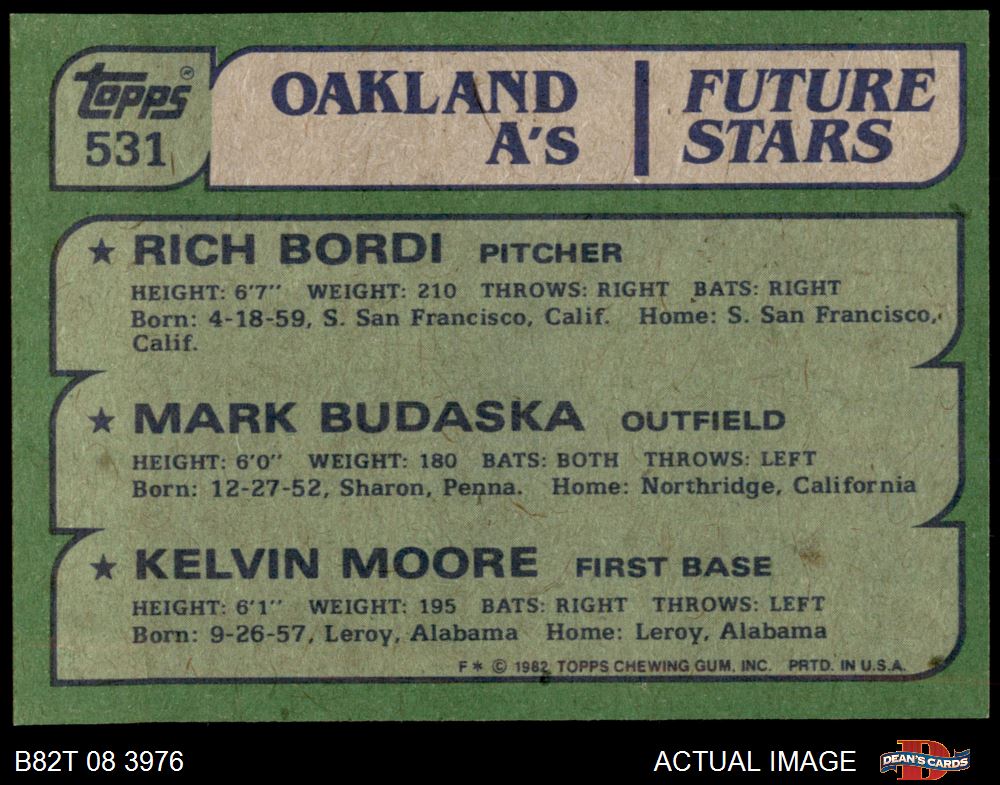 Topps®
531
OAKLAND A'S
FUTURE STARS
★ RICH BORDI PITCHER
HEIGHT: 6'7" WEIGHT: 210 THROWS: RIGHT BATS: RIGHT
Born: 4-18-59, S. San Francisco, Calif. Home: S. San Francisco,
Calif.
★ MARK BUDASKA OUTFIELD
HEIGHT: 6'0" WEIGHT: 180 BATS: BOTH THROWS: LEFT
Born: 12-27-52, Sharon, Penna. Home: Northridge, California
★ KELVIN MOORE FIRST BASE
HEIGHT: 6'1" WEIGHT: 195 BATS: RIGHT THROWS: LEFT
Born: 9-26-57, Leroy, Alabama Home: Leroy, Alabama
F * © 1982 TOPPS CHEWING GUM, INC. PRTD. IN U.S.A.
B82T 08 3976 ACTUAL IMAGE
D
DEAN'S CARDS